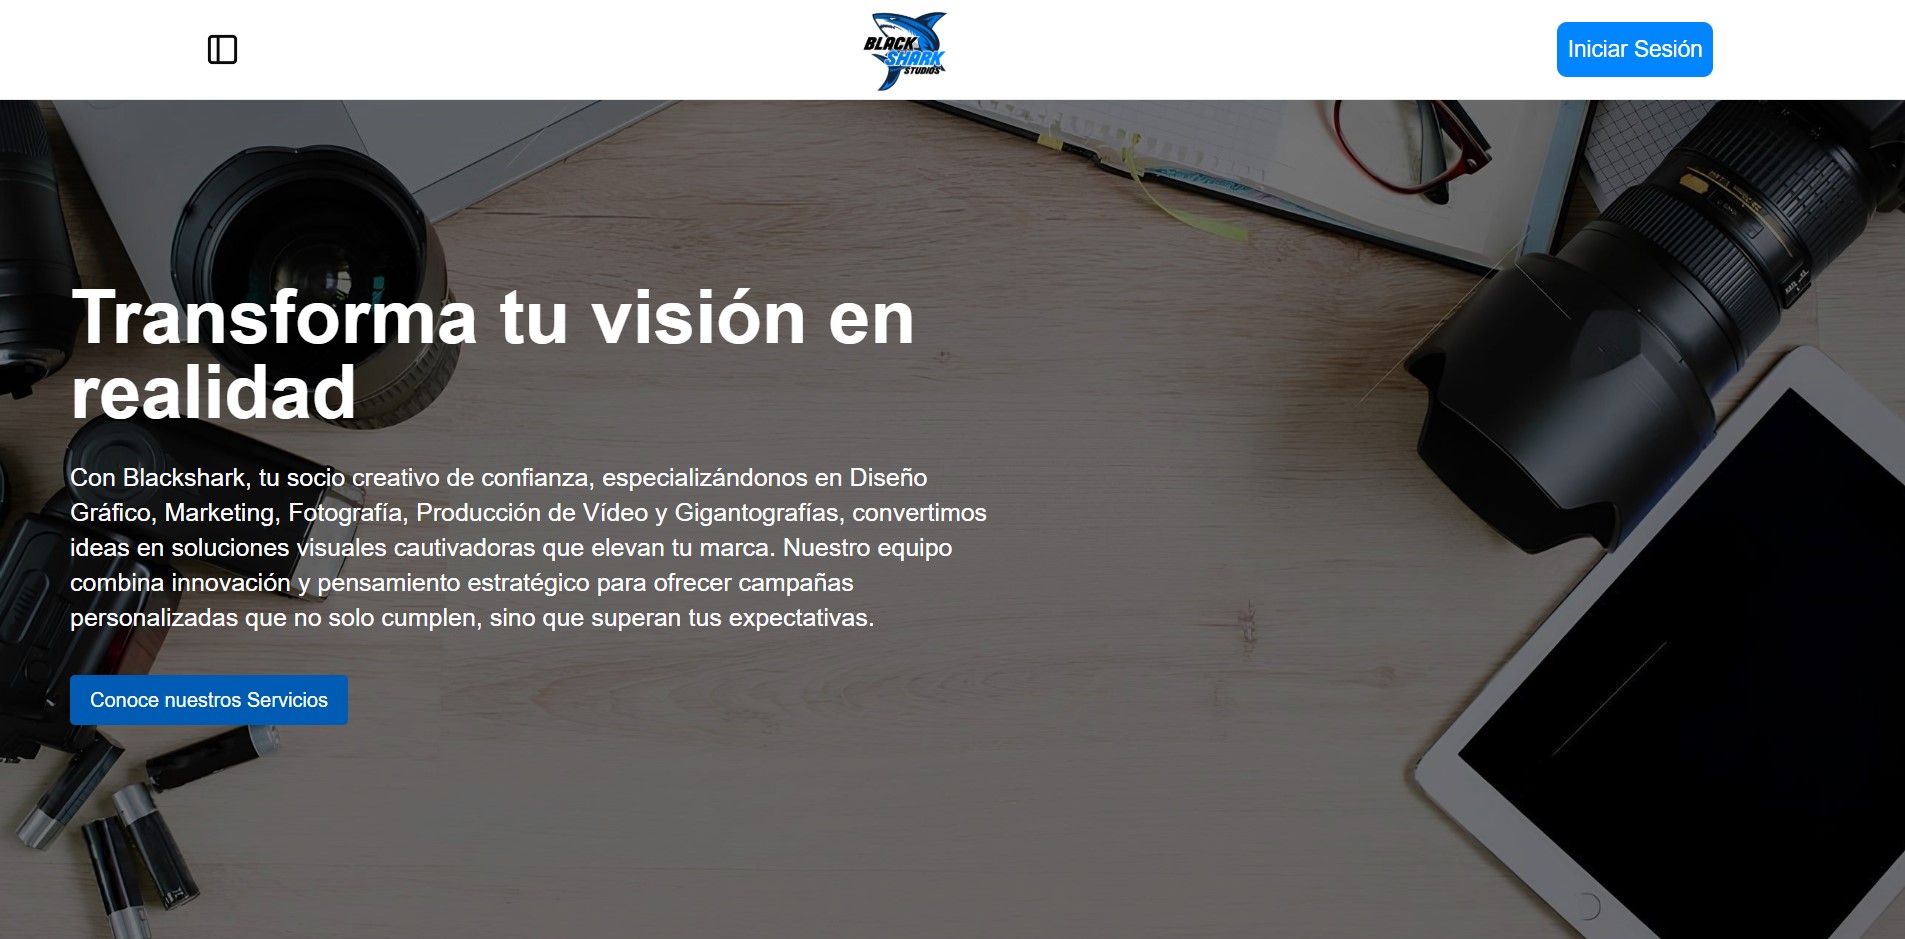 BLACK
SHARK
STUDIOS
Iniciar Sesión
Transforma tu visión en
realidad
Con Blackshark, tu socio creativo de confianza, especializándonos en Diseño
Gráfico, Marketing, Fotografía, Producción de Vídeo y Gigantografías, convertimos
ideas en soluciones visuales cautivadoras que elevan tu marca. Nuestro equipo
combina innovación y pensamiento estratégico para ofrecer campañas
personalizadas que no solo cumplen, sino que superan tus expectativas.
Conoce nuestros Servicios